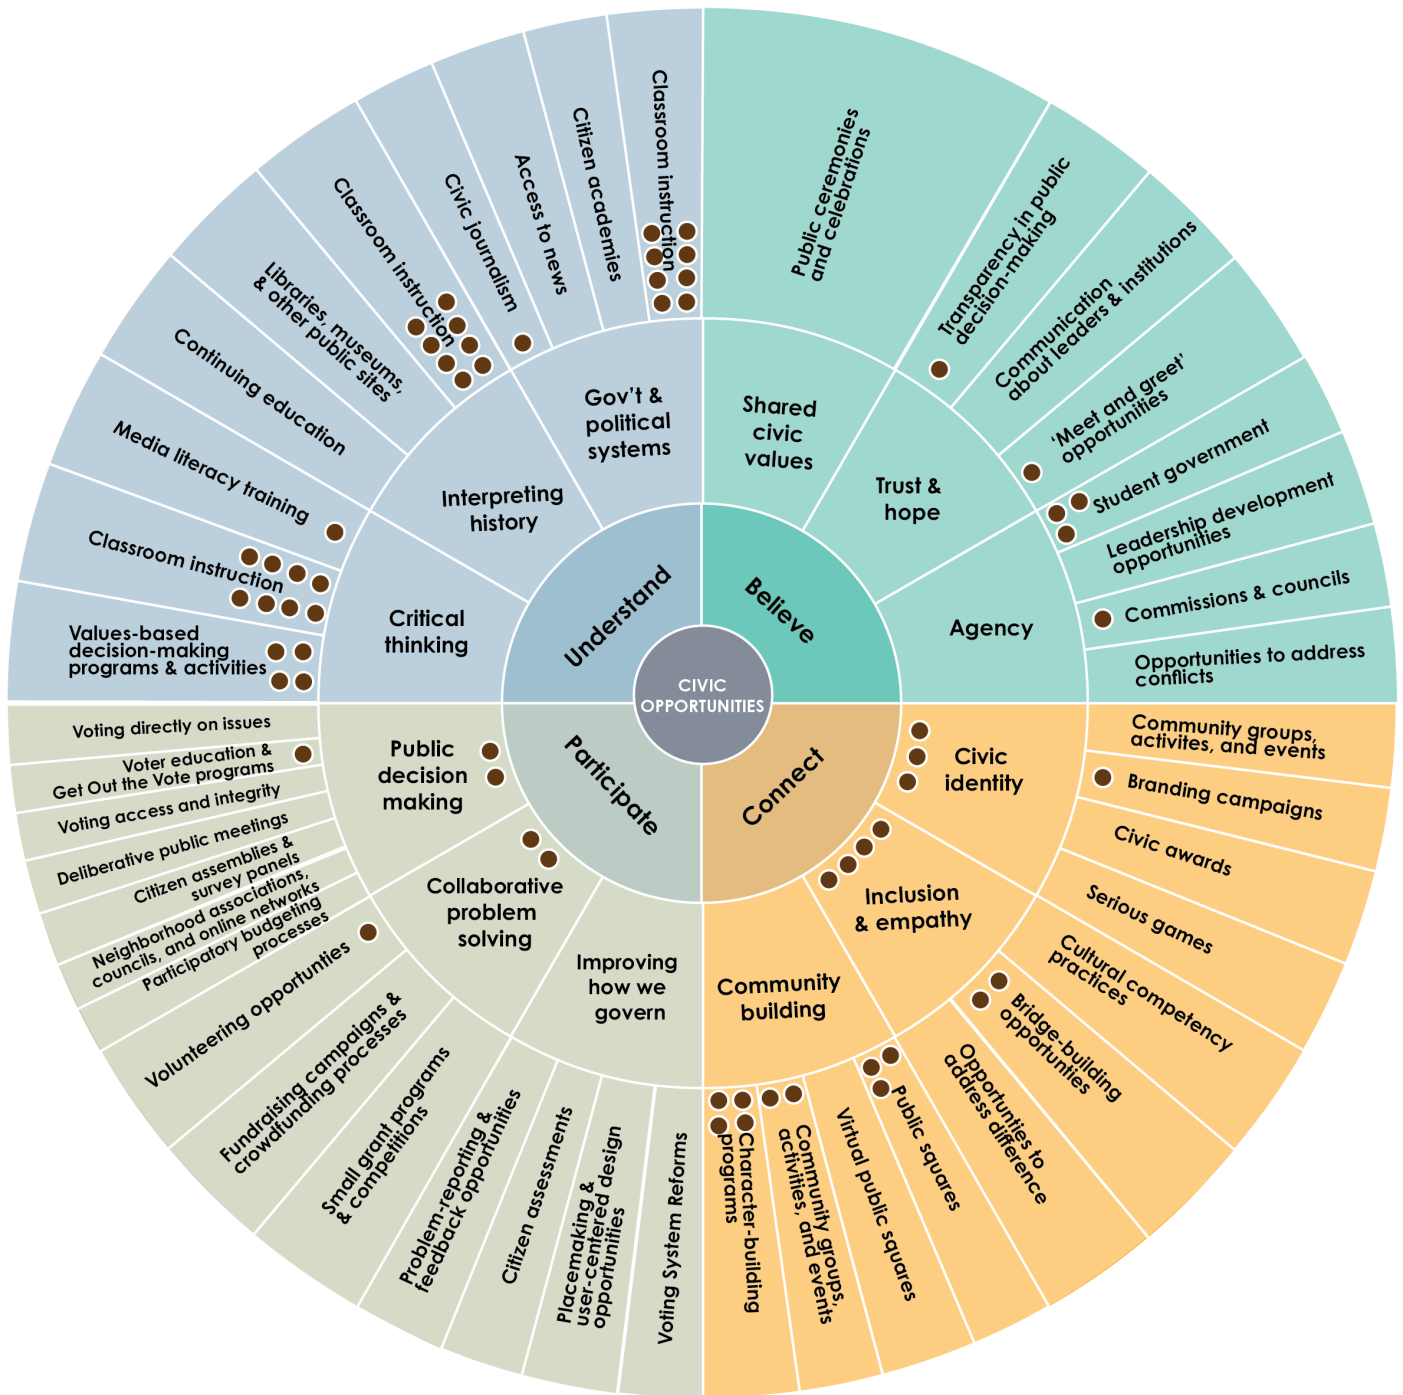 CIVIC
OPPORTUNITIES
Understand
Believe
Connect
Participate
Gov't &
political
systems
Interpreting
history
Critical
thinking
Shared
civic
values
Trust &
hope
Agency
Civic
identity
Inclusion
& empathy
Community
building
Improving
how we
govern
Collaborative
problem
solving
Public
decision
making
Public ceremonies
and celebrations
Transparency in public
decision-making
Communication
about leaders & institutions
'Meet and greet'
opportunities
Student government
Leadership development
opportunities
Commissions & councils
Opportunities to address
conflicts
Community groups,
activites, and events
Branding campaigns
Civic awards
Serious games
Cultural competency
practices
Bridge-building
opportunities
Opportunties to
address difference
Public squares
Virtual public squares
Community groups,
activities, and events
Character-building
programs
Voting System Reforms
Placemaking &
user-centered design
opportunities
Citizen assessments
Problem-reporting &
feedback opportunities
Small grant programs
& competitions
Fundraising campaigns &
crowdfunding processes
Volunteering opportunties
Participatory budgeting
processes
Neighborhood associations,
councils, and online networks
Citizen assemblies &
survey panels
Deliberative public meetings
Voting access and integrity
Voter education &
Get Out the Vote programs
Voting directly on issues
Values-based
decision-making
programs & activities
Classroom instruction
Media literacy training
Continuing education
Libraries, museums,
& other public sites
Classroom instruction
Civic journalism
Access to news
Citizen academies
Classroom instruction